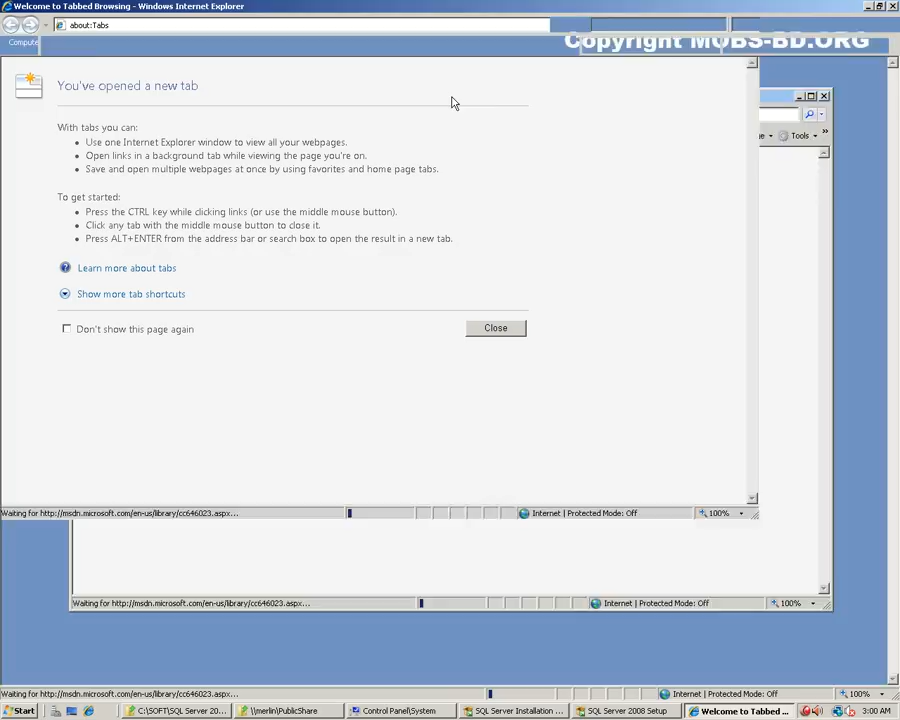 Welcome to Tabbed Browsing - Windows Internet Explorer
about:Tabs
Compute
Copyright MOBS-BD.ORG
You've opened a new tab
With tabs you can:
Use one Internet Explorer window to view all your webpages.
Open links in a background tab while viewing the page you're on.
Save and open multiple webpages at once by using favorites and home page tabs.
To get started:
Press the CTRL key while clicking links (or use the middle mouse button).
Click any tab with the middle mouse button to close it.
Press ALT+ENTER from the address bar or search box to open the result in a new tab.
Learn more about tabs
Show more tab shortcuts
Don't show this page again
Close
ge
Tools
Waiting for http://msdn.microsoft.com/en-us/library/cc646023.aspx...
Internet | Protected Mode: Off
100%
Waiting for http://msdn.microsoft.com/en-us/library/cc646023.aspx...
Internet | Protected Mode: Off
100%
Waiting for http://msdn.microsoft.com/en-us/library/cc646023.aspx...
Internet | Protected Mode: Off
100%
Start
C:\SOFT\SQL Server 20...
\\merlin\PublicShare
Control Panel\System
SQL Server Installation ...
SQL Server 2008 Setup
Welcome to Tabbed ...
3:00 AM